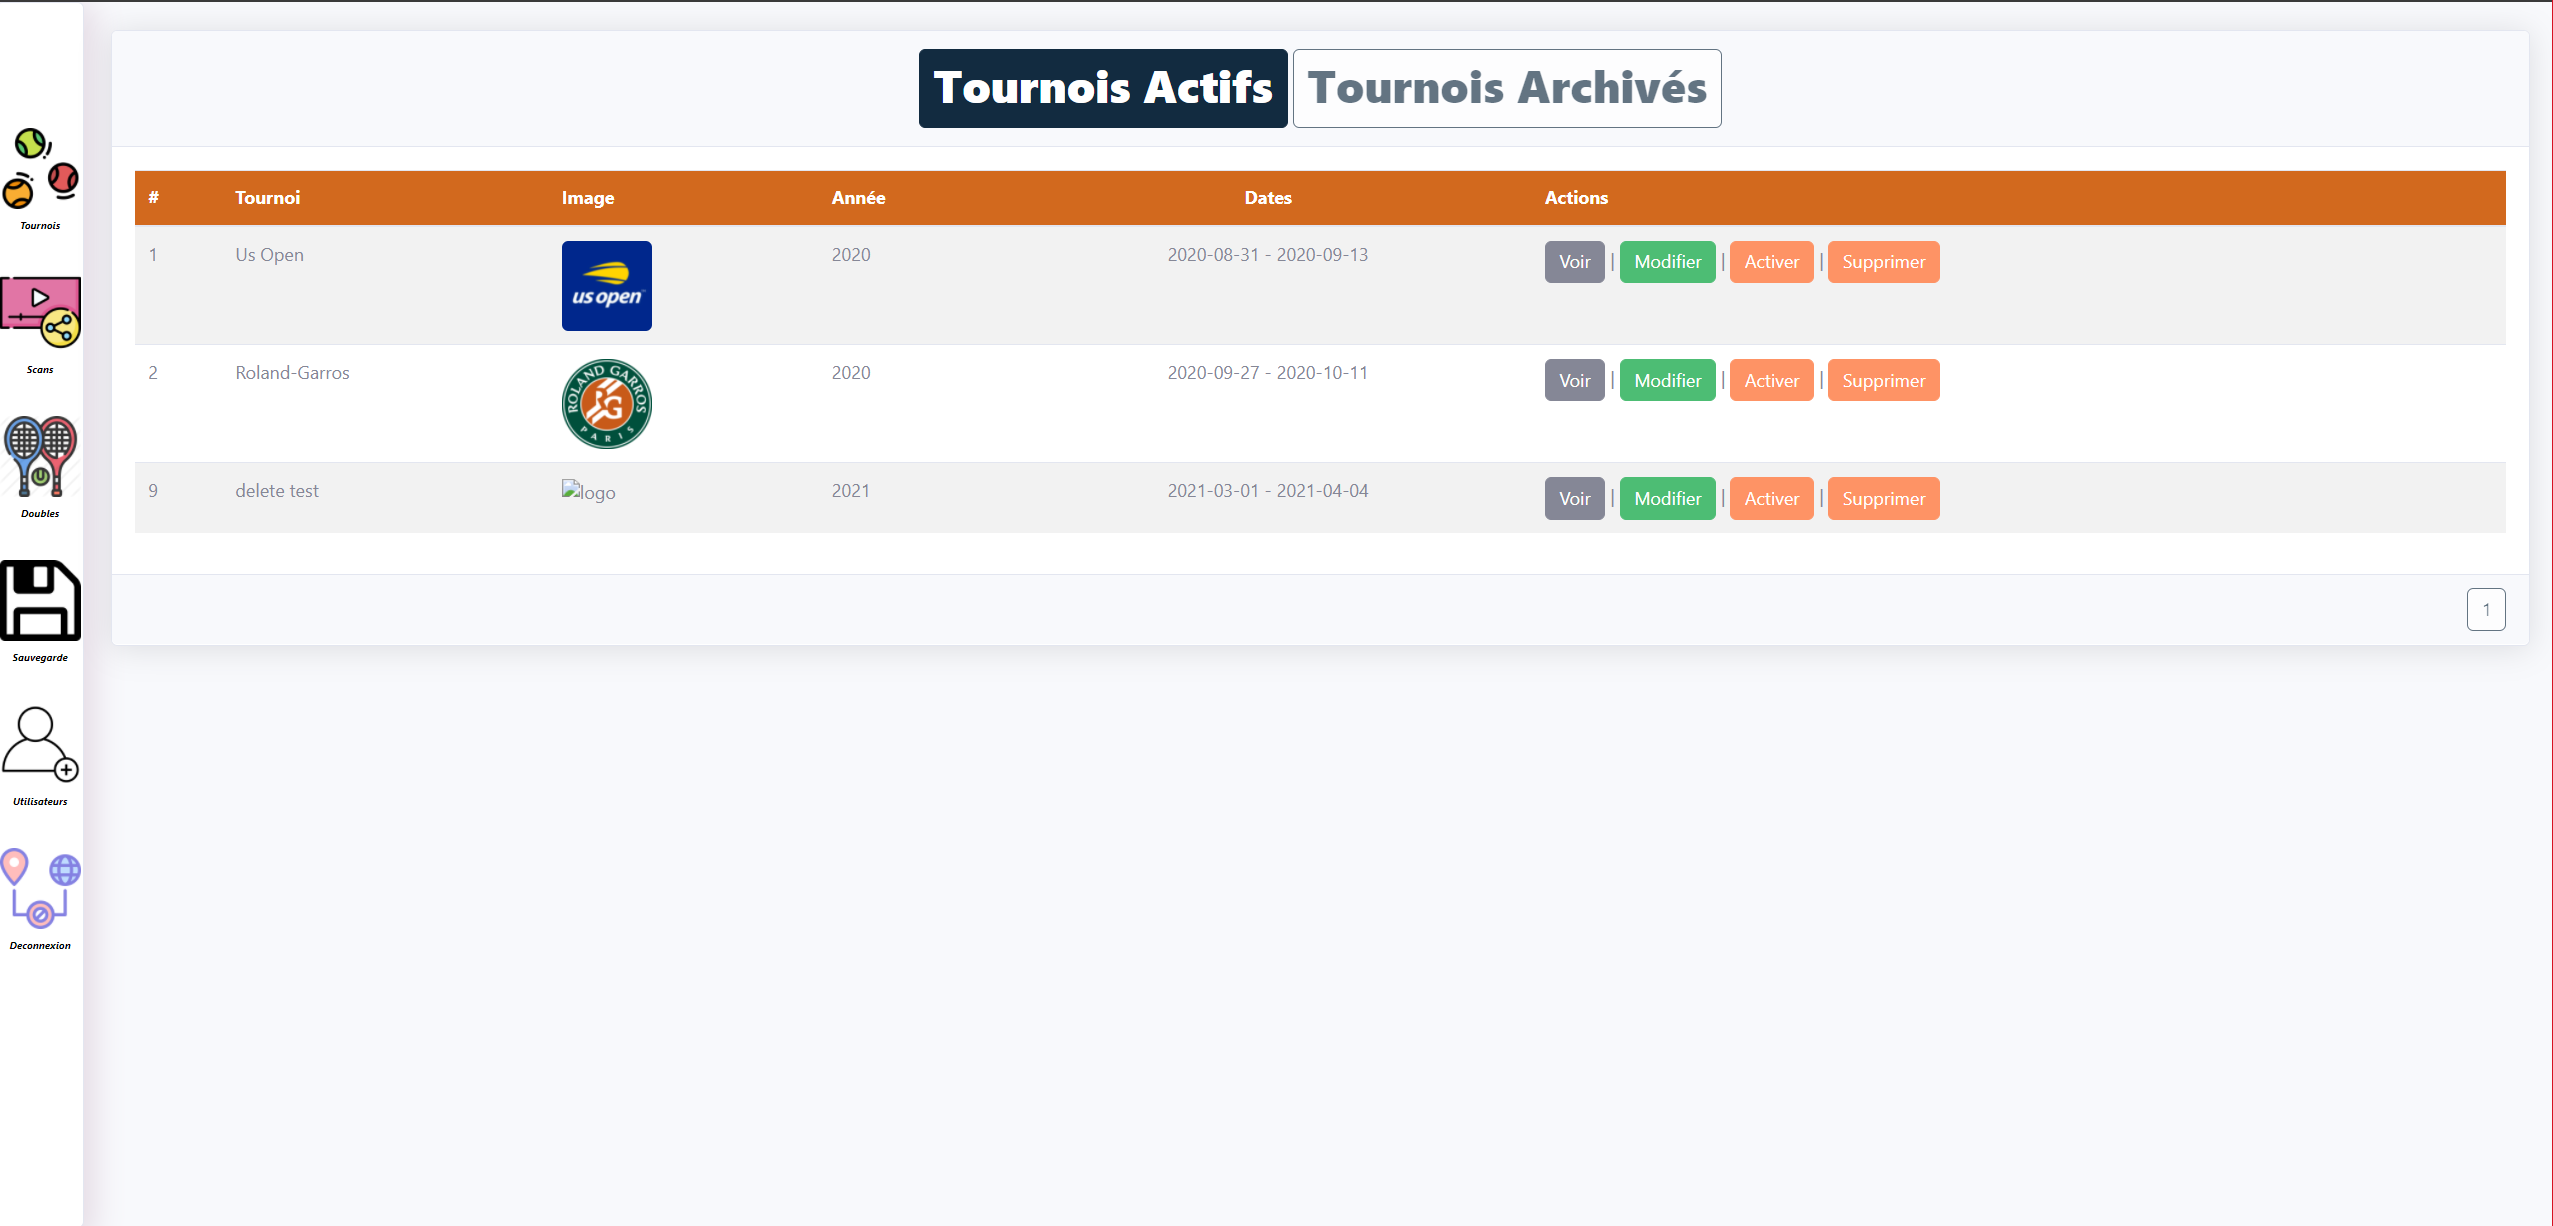 Tournois Actifs Tournois Archivés
# Tournoi Image Année Dates Actions
1 Us Open us open 2020 2020-08-31 - 2020-09-13 Voir | Modifier | Activer | Supprimer
2 Roland-Garros ROLAND GARROS RG PARIS 2020 2020-09-27 - 2020-10-11 Voir | Modifier | Activer | Supprimer
9 delete test logo 2021 2021-03-01 - 2021-04-04 Voir | Modifier | Activer | Supprimer
1
Tournois
Scans
Doubles
Sauvegarde
Utilisateurs
Deconnexion